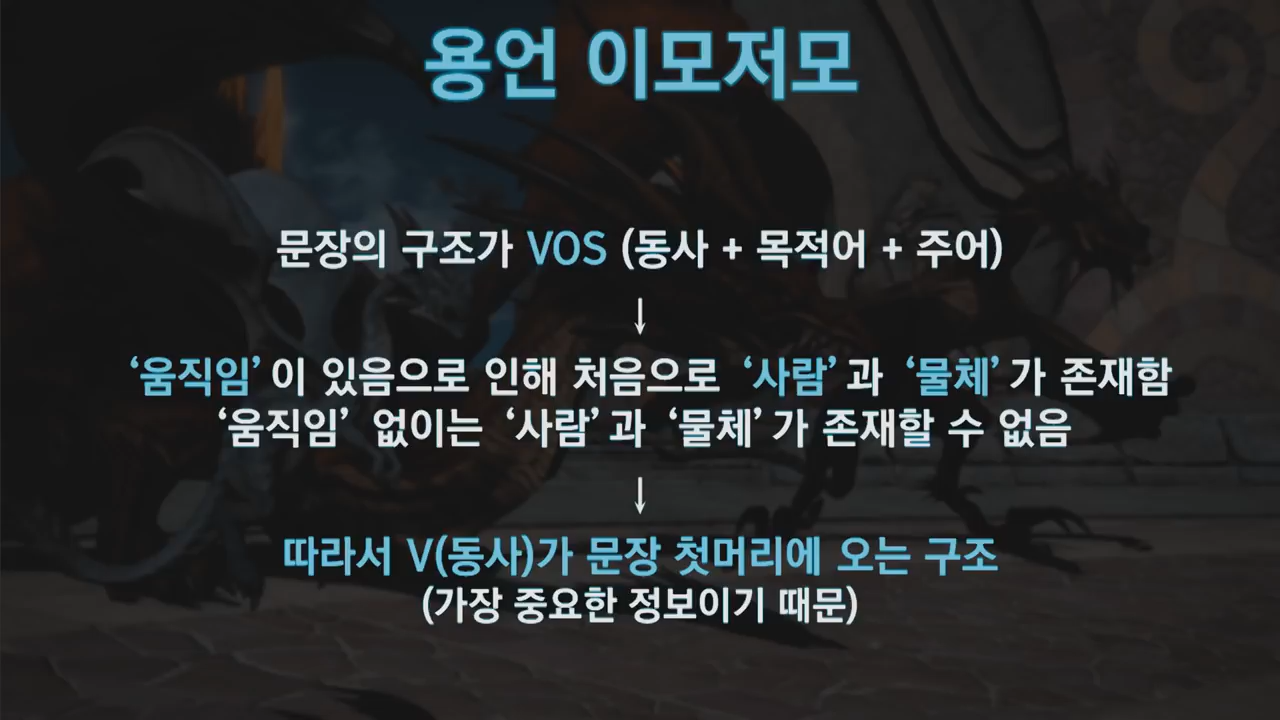 용언 이모저모
문장의 구조가 VOS (동사 + 목적어 + 주어)
↓
‘움직임’이 있음으로 인해 처음으로 ‘사람’과 ‘물체’가 존재함
‘움직임’ 없이는 ‘사람’과 ‘물체’가 존재할 수 없음
↓
따라서 V(동사)가 문장 첫머리에 오는 구조
(가장 중요한 정보이기 때문)